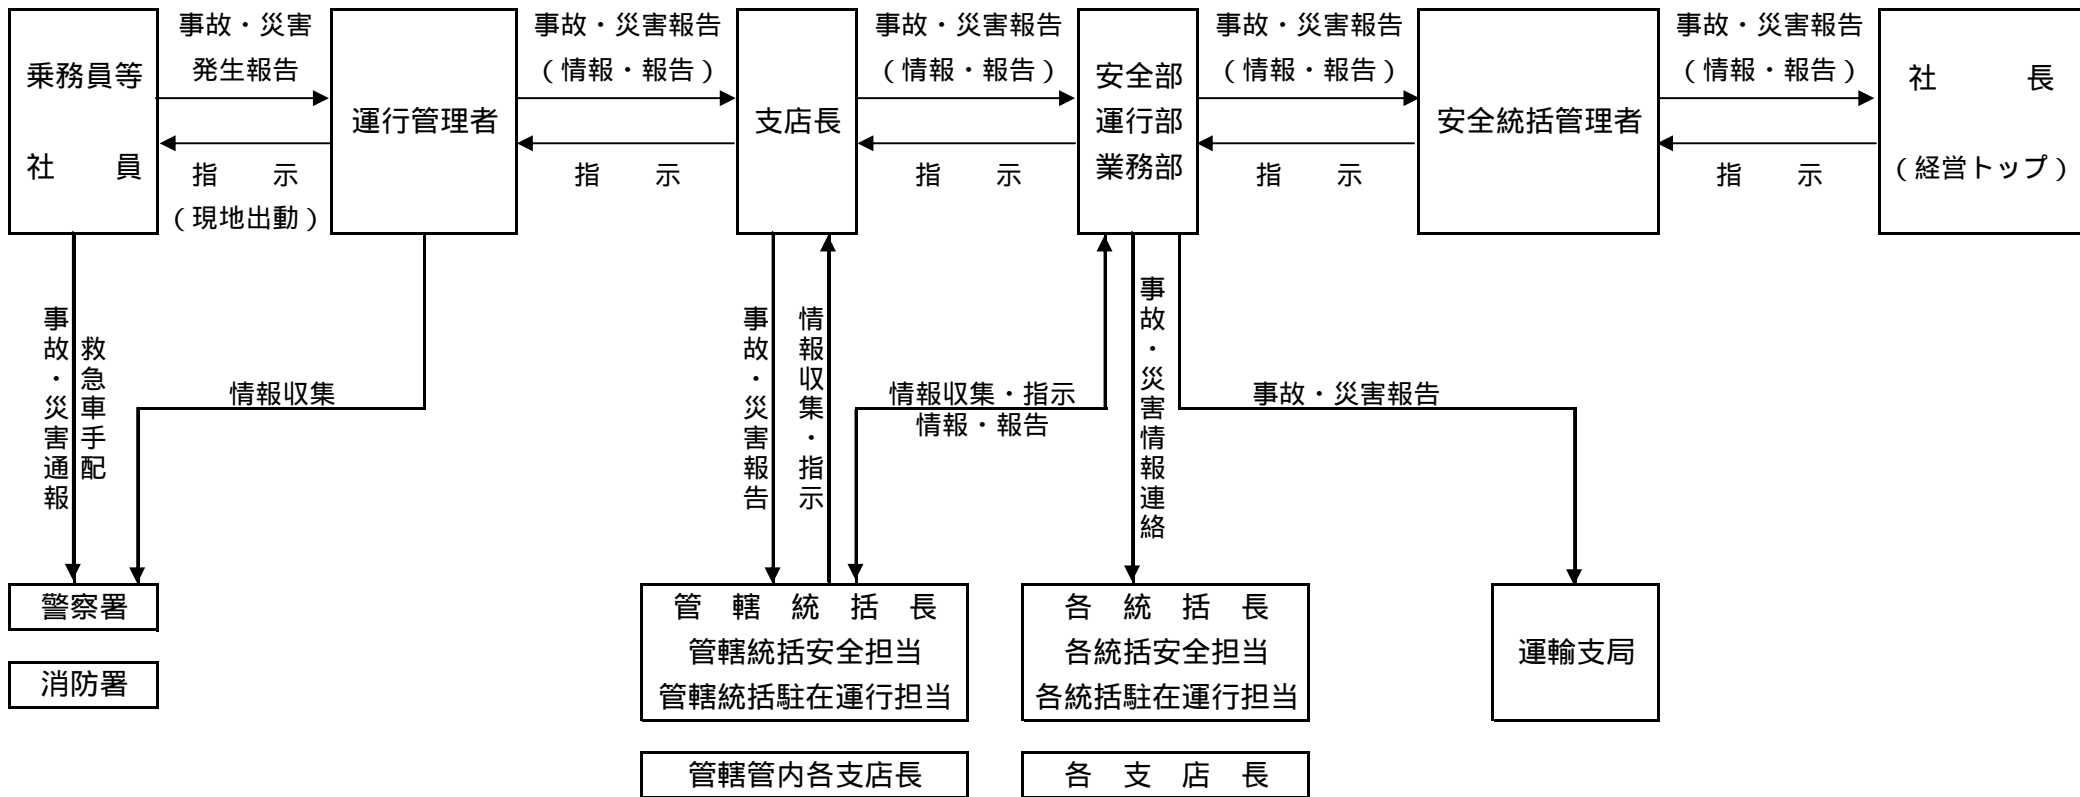 乗務員等
社　　員
事故・災害
発生報告
指　　示
（現地出動）
運行管理者
事故・災害報告
（情報・報告）
指　　示
支店長
事故・災害報告
（情報・報告）
指　　示
安全部
運行部
業務部
事故・災害報告
（情報・報告）
指　　示
安全統括管理者
事故・災害報告
（情報・報告）
指　　示
社　　　長
（経営トップ）
事故・災害通報
救急車手配
情報収集
事故・災害報告
情報収集・指示
情報収集・指示
情報・報告
事故・災害情報連絡
事故・災害報告
警察署
消防署
管　轄　統　括　長
管轄統括安全担当
管轄統括駐在運行担当
管轄管内各支店長
各　統　括　長
各統括安全担当
各統括駐在運行担当
各　支　店　長
運輸支局